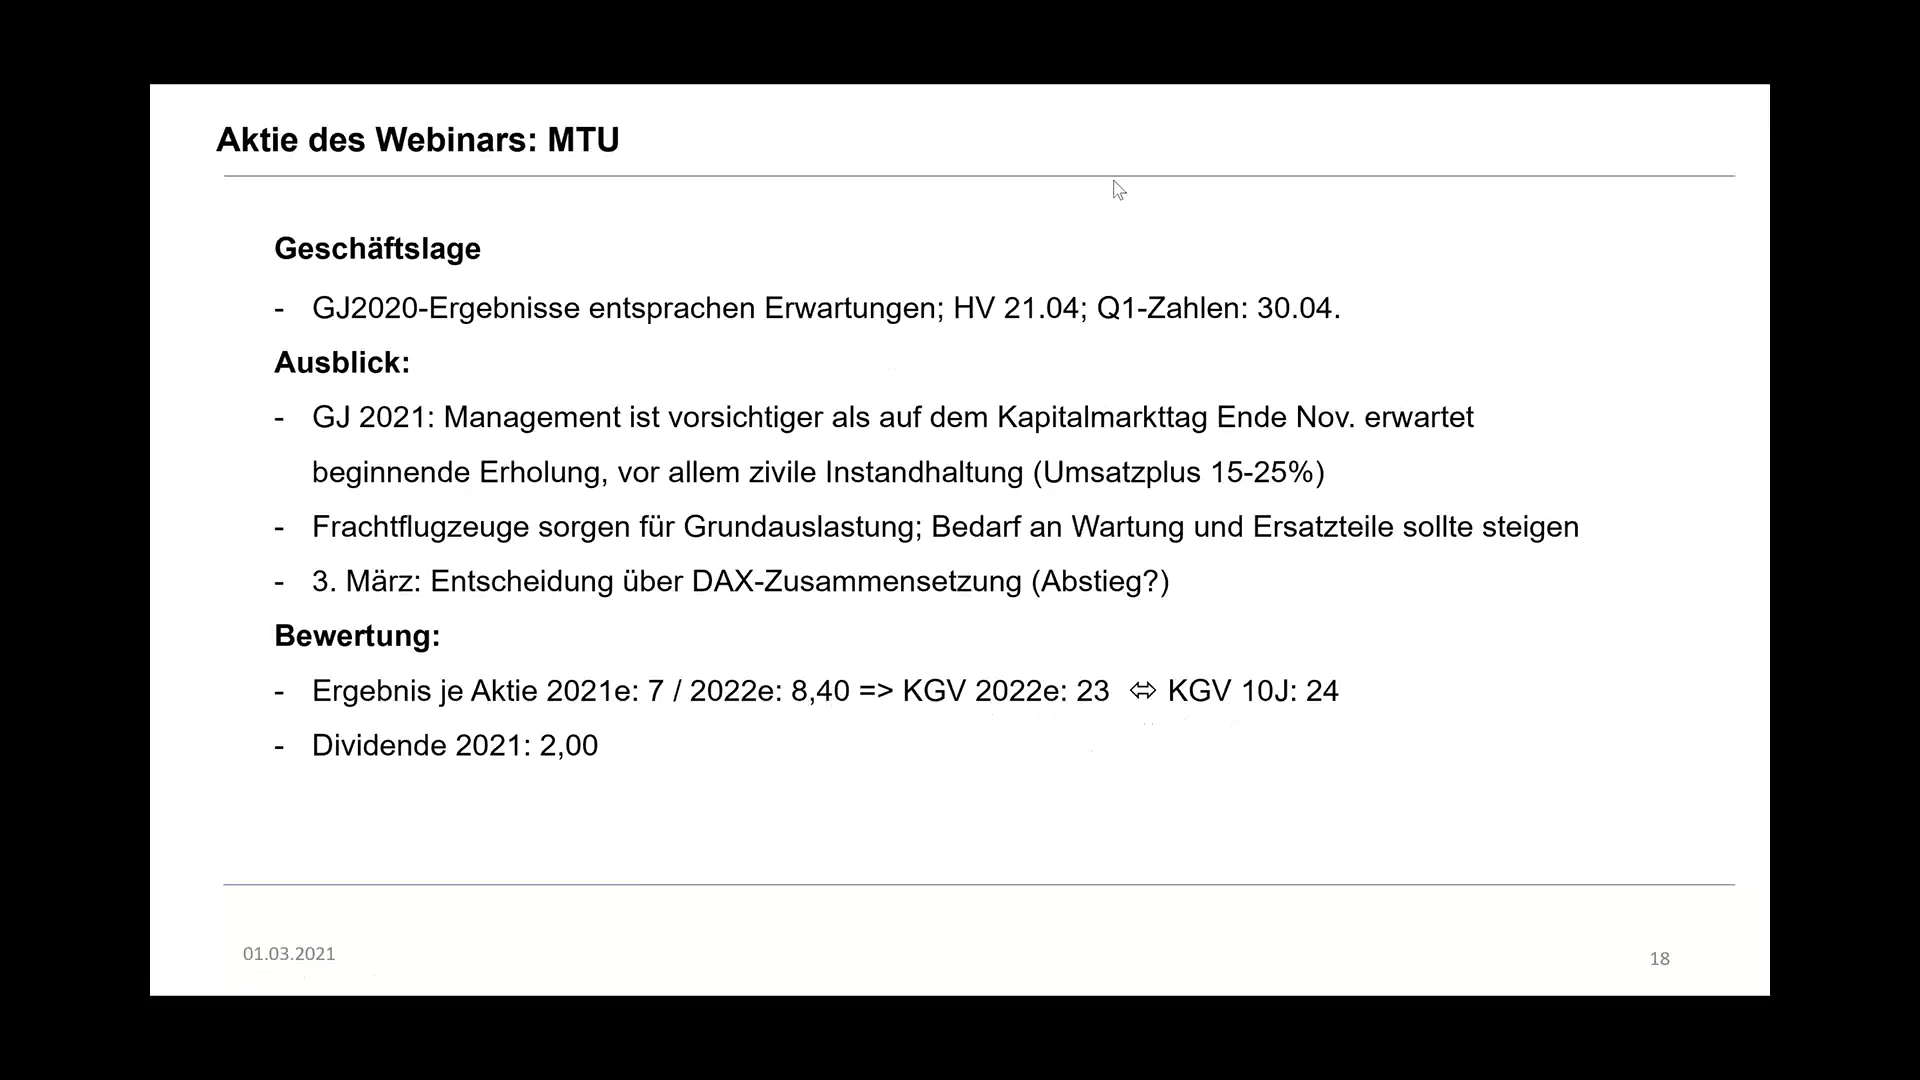 Aktie des Webinars: MTU
Geschäftslage
- GJ2020-Ergebnisse entsprachen Erwartungen; HV 21.04; Q1-Zahlen: 30.04.
Ausblick:
- GJ 2021: Management ist vorsichtiger als auf dem Kapitalmarkttag Ende Nov. erwartet
beginnende Erholung, vor allem zivile Instandhaltung (Umsatzplus 15-25%)
- Frachtflugzeuge sorgen für Grundauslastung; Bedarf an Wartung und Ersatzteile sollte steigen
- 3. März: Entscheidung über DAX-Zusammensetzung (Abstieg?)
Bewertung:
- Ergebnis je Aktie 2021e: 7 / 2022e: 8,40 => KGV 2022e: 23 ⬄ KGV 10J: 24
- Dividende 2021: 2,00
01.03.2021
18